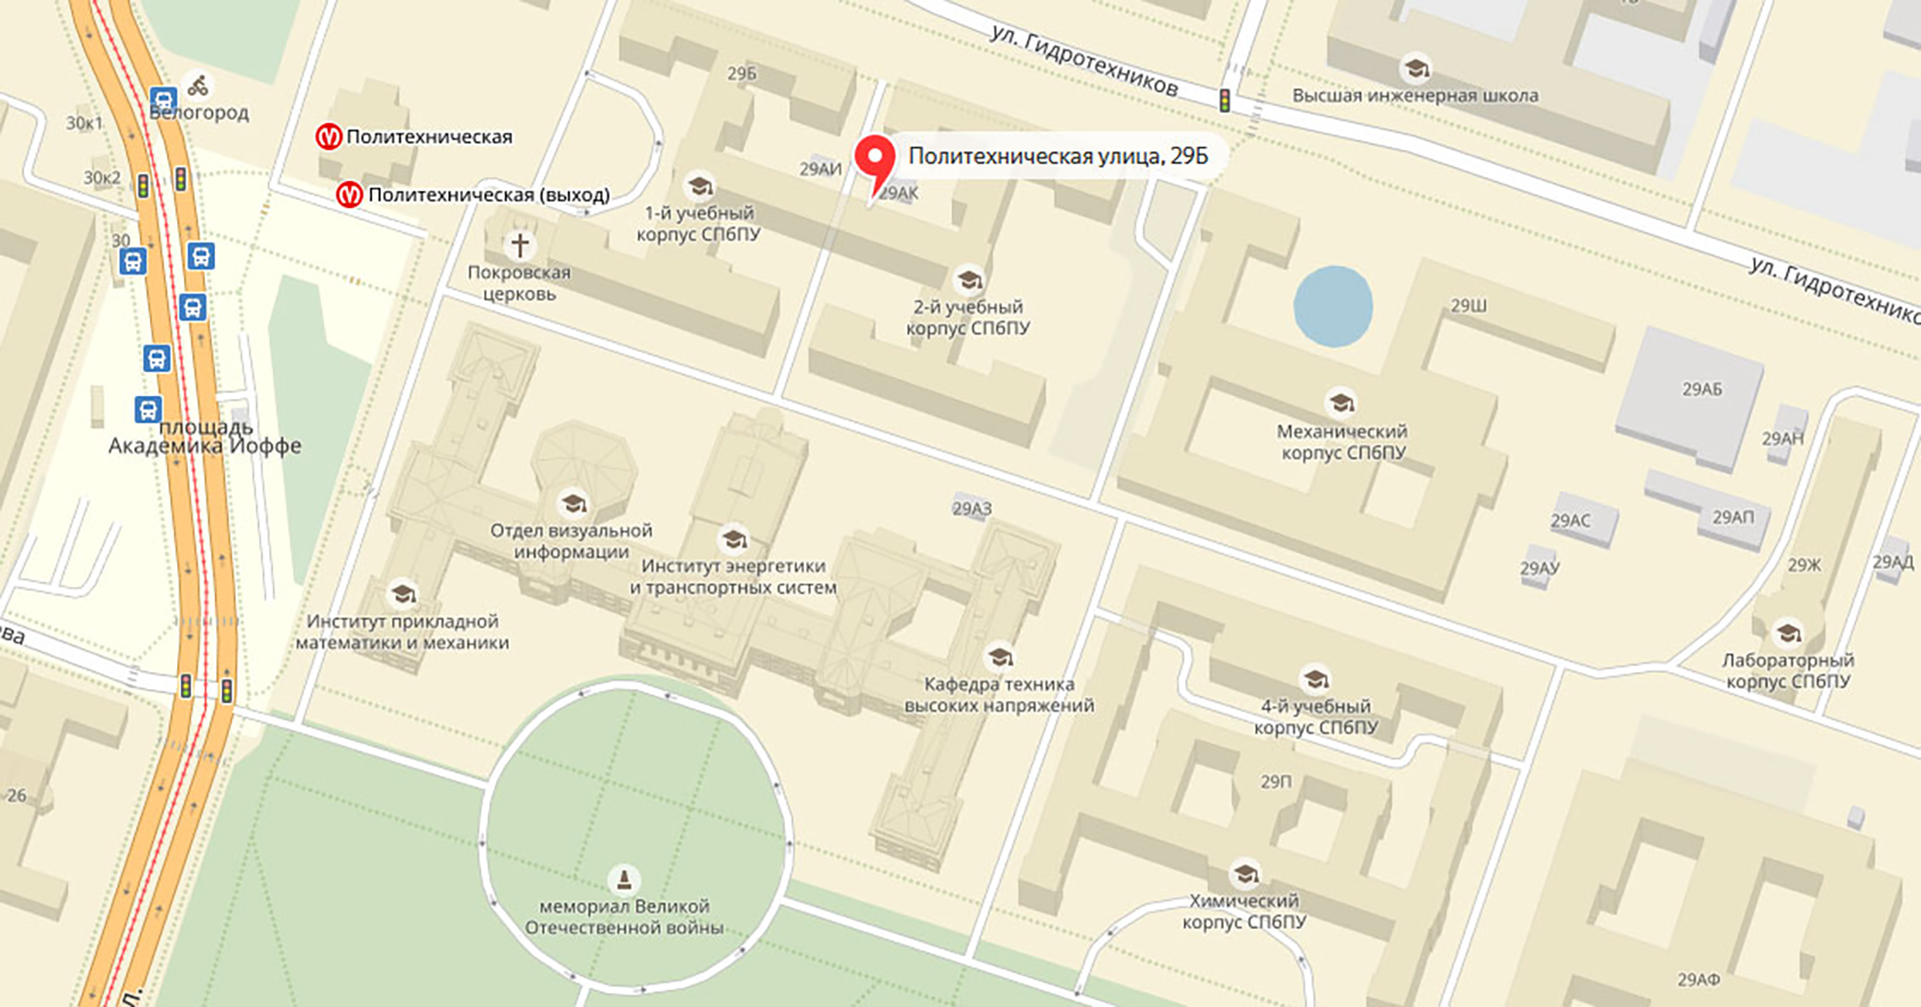 ул. Гидротехников
29Б
Высшая инженерная школа
Велогород
30к1
Политехническая
Политехническая улица, 29Б
29АИ
30к2
29АК
Политехническая (выход)
1-й учебный
корпус СПбПУ
30
Покровская
церковь
ул. Гидротехнико
2-й учебный
корпус СПбПУ
29Ш
29АБ
площадь
Академика Иоффе
Механический
корпус СПбПУ
29АН
29АЗ
29АС
29АП
Отдел визуальной
информации
Институт энергетики
и транспортных систем
29АУ
29Ж
29АД
Институт прикладной
математики и механики
ева
Лабораторный
корпус СПбПУ
Кафедра техника
высоких напряжений
4-й учебный
корпус СПбПУ
29П
26
мемориал Великой
Отечественной войны
Химический
корпус СПбПУ
29АФ
ул.